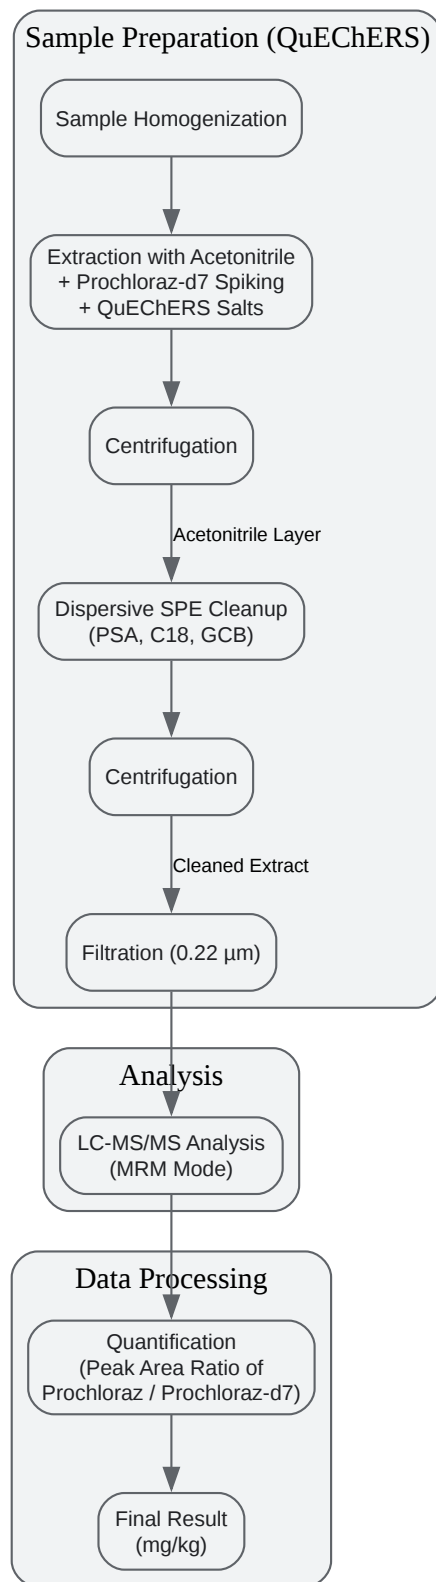 Sample Preparation (QuEChERS)
Sample Homogenization
Extraction with Acetonitrile
+ Prochloraz-d7 Spiking
+ QuEChERS Salts
Centrifugation
Acetonitrile Layer
Dispersive SPE Cleanup
(PSA, C18, GCB)
Centrifugation
Cleaned Extract
Filtration (0.22 µm)
Analysis
LC-MS/MS Analysis
(MRM Mode)
Data Processing
Quantification
(Peak Area Ratio of
Prochloraz / Prochloraz-d7)
Final Result
(mg/kg)